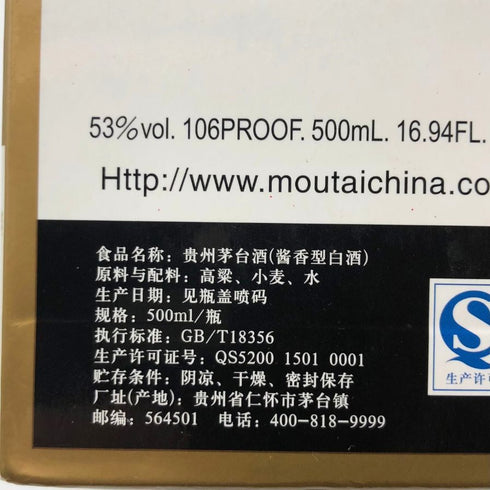 53%vol. 106PROOF. 500mL. 16.94FL.
Http://www.moutaichina.co
食品名称：贵州茅台酒(酱香型白酒)
原料与配料：高粱、小麦、水
生产日期：见瓶盖喷码
规格：500ml/瓶
执行标准：GB/T18356
生产许可证号：QS5200 1501 0001
贮存条件：阴凉、干燥、密封保存
厂址(产地)：贵州省仁怀市茅台镇
邮编：564501 电话：400-818-9999
生产许可